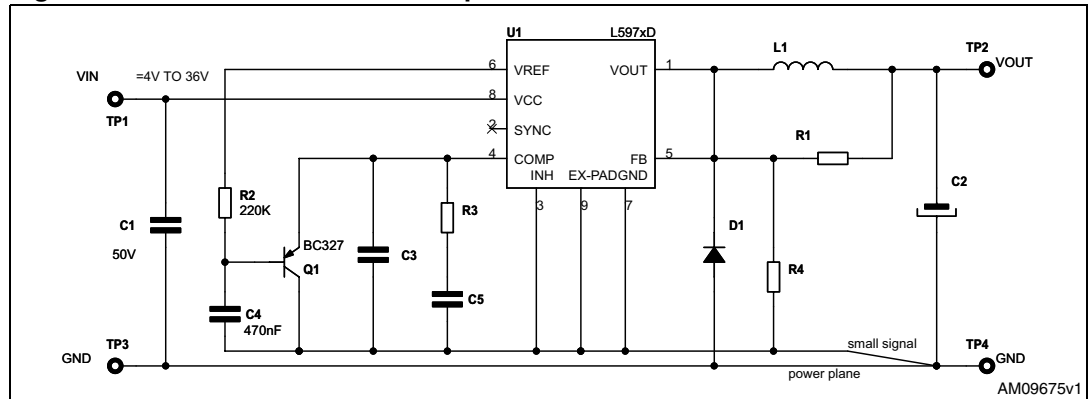 U1
L597xD
L1
TP2
VOUT
VIN
=4V TO 36V
6
VREF
VOUT
1
8
VCC
TP1
2
SYNC
R1
4
COMP
FB
5
INH
EX-PAD
GND
3
9
7
R2
220K
R3
C2
C1
50V
BC327
Q1
C3
D1
R4
C5
C4
470nF
TP3
GND
small signal
TP4
GND
power plane
AM09675v1